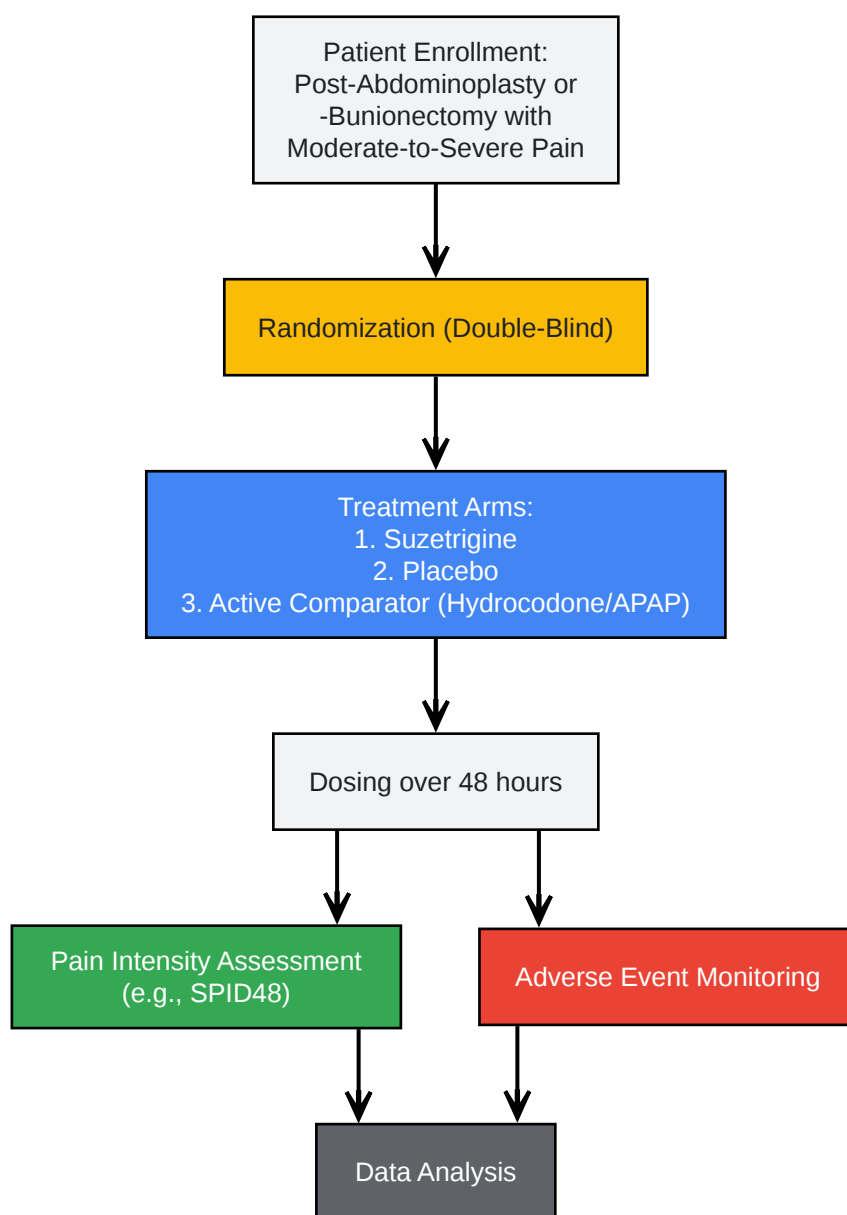 Patient Enrollment:
Post-Abdominoplasty or
-Bunionectomy with
Moderate-to-Severe Pain
Randomization (Double-Blind)
Treatment Arms:
1. Suzetrigine
2. Placebo
3. Active Comparator (Hydrocodone/APAP)
Dosing over 48 hours
Pain Intensity Assessment
(e.g., SPID48)
Adverse Event Monitoring
Data Analysis